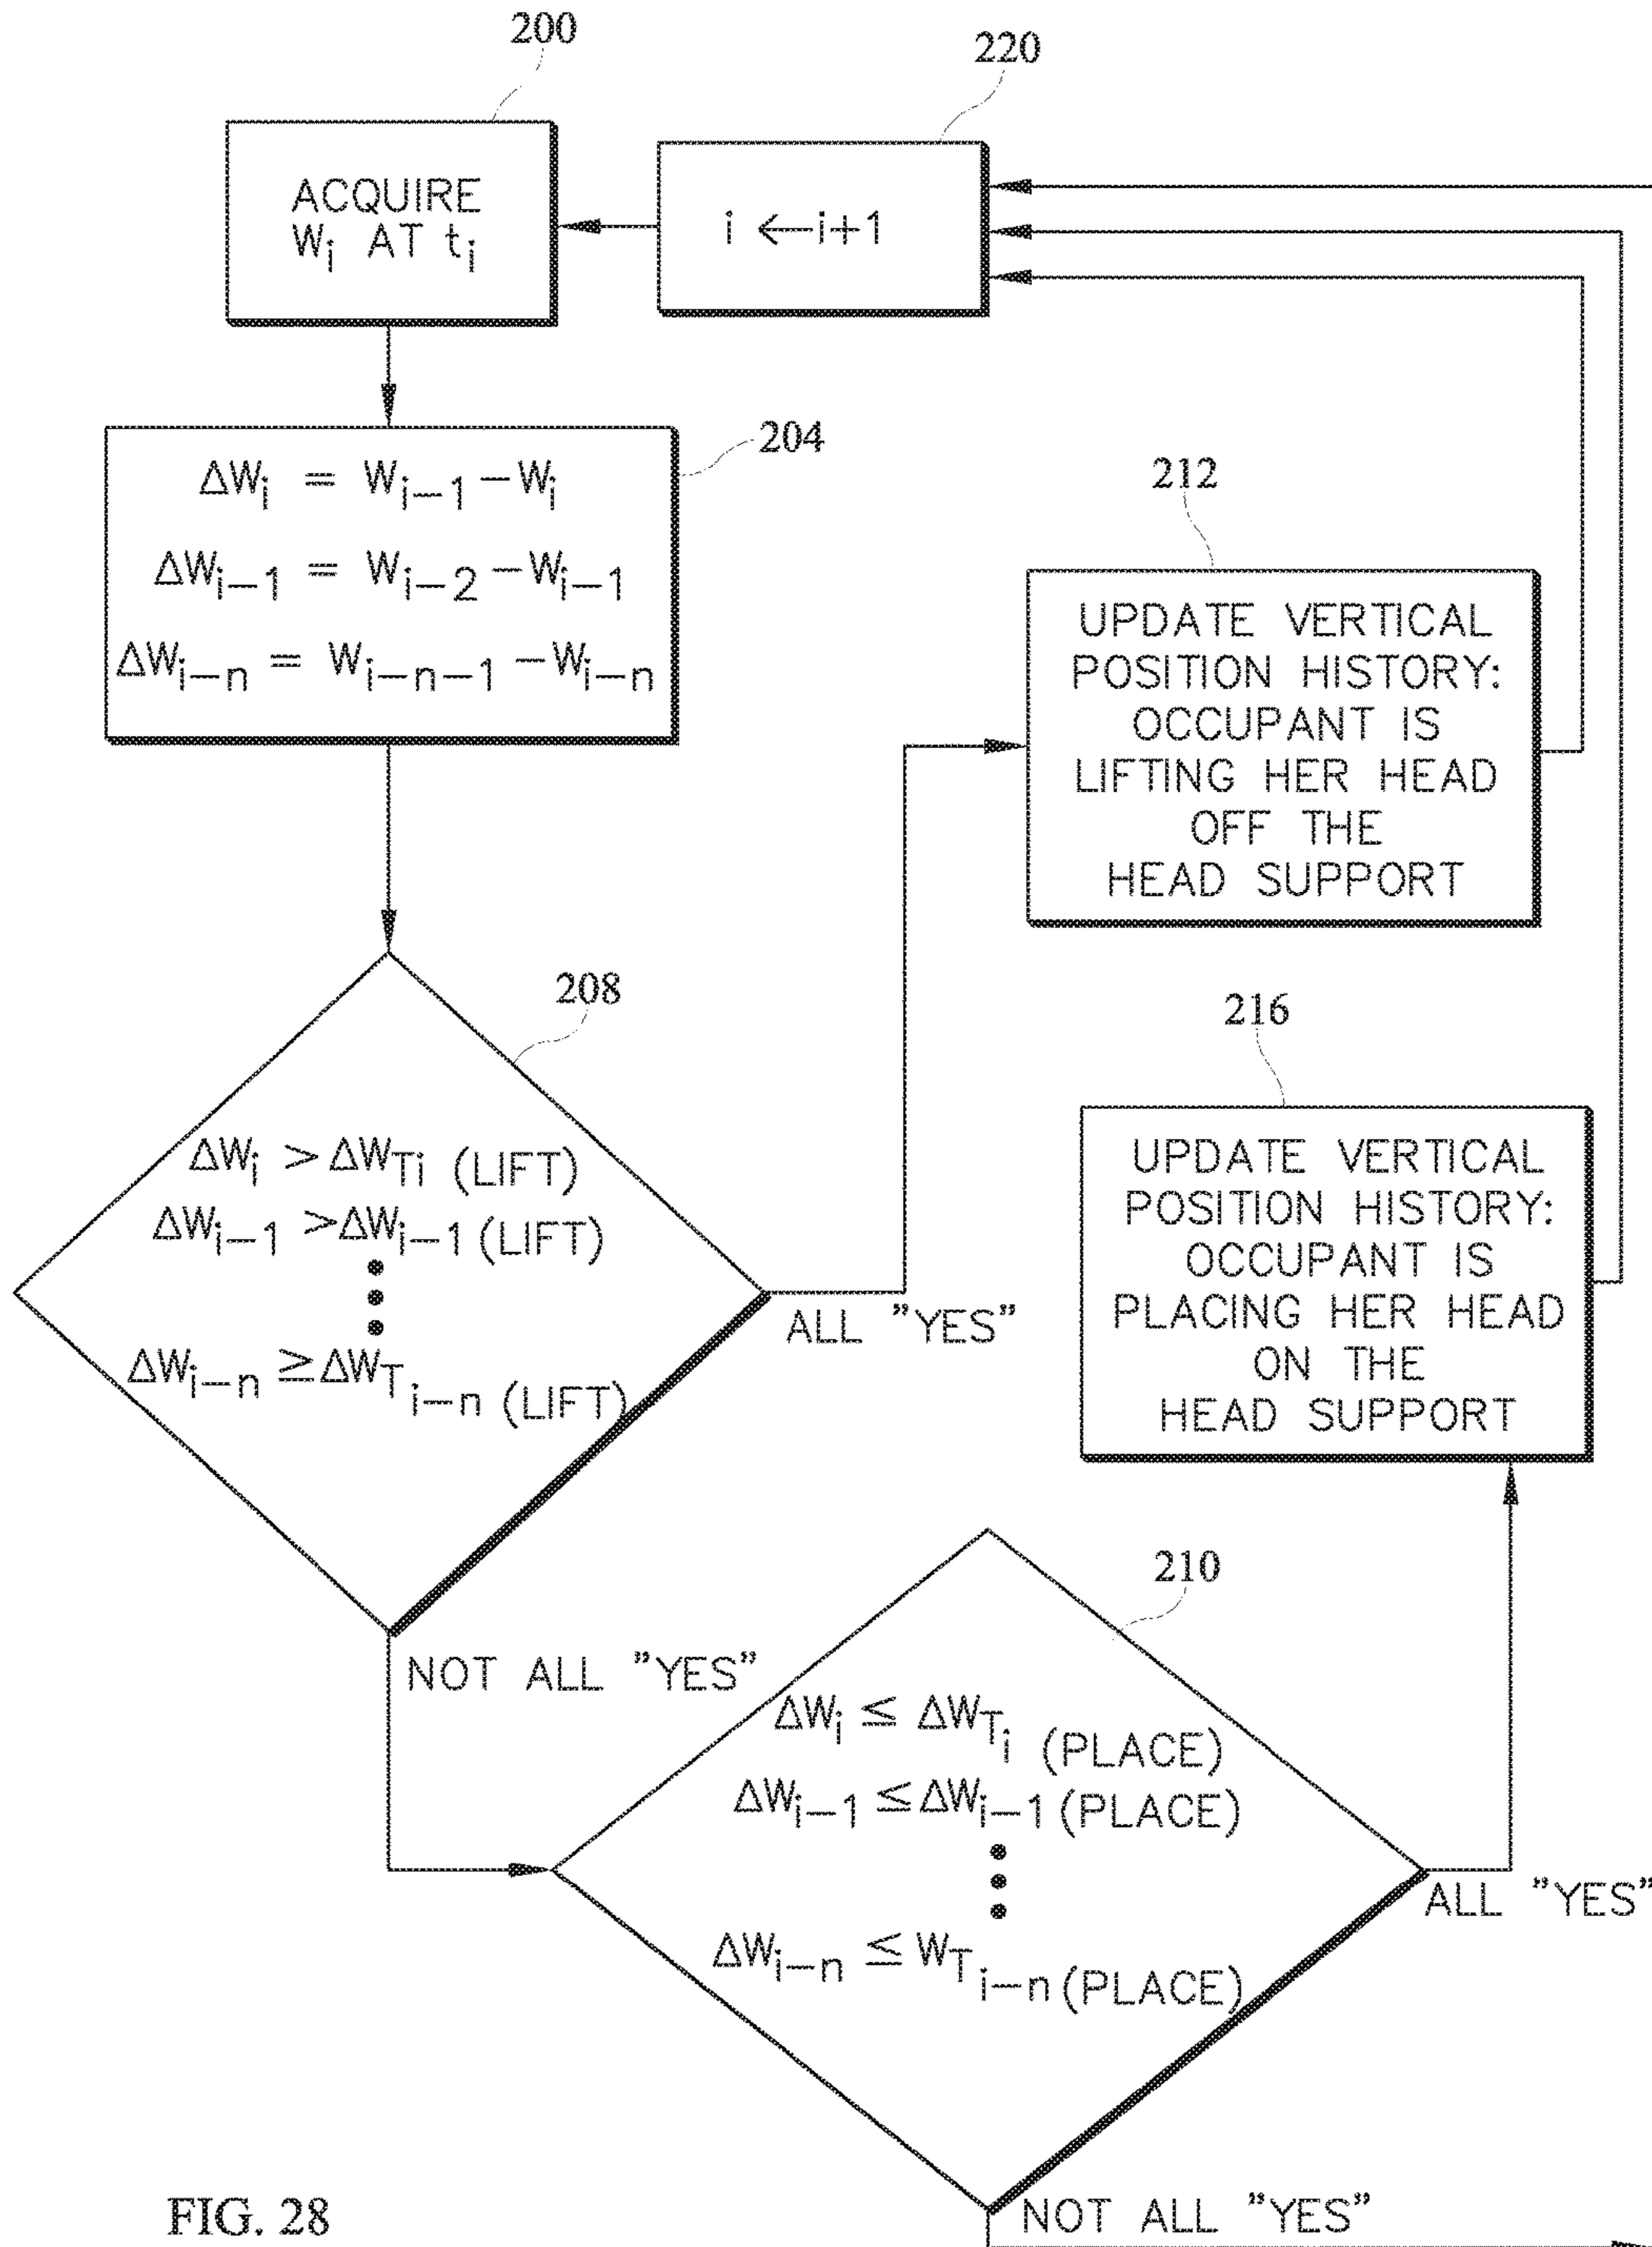 200
220
ACQUIRE
Wi AT ti
i ←i+1
204
ΔWi = Wi−1 −Wi
ΔWi−1 = Wi−2 −Wi−1
ΔWi−n = Wi−n−1 −Wi−n
212
UPDATE VERTICAL
POSITION HISTORY:
OCCUPANT IS
LIFTING HER HEAD
OFF THE
HEAD SUPPORT
208
ΔWi > ΔWTi (LIFT)
ΔWi−1 >ΔWi−1 (LIFT)
ΔWi−n ≥ΔWTi−n (LIFT)
ALL ”YES”
216
UPDATE VERTICAL
POSITION HISTORY:
OCCUPANT IS
PLACING HER HEAD
ON THE
HEAD SUPPORT
NOT ALL ”YES”
210
ΔWi ≤ ΔWTi (PLACE)
ΔWi−1 ≤ΔWi−1 (PLACE)
ΔWi−n ≤ WTi−n (PLACE)
ALL ”YES”
NOT ALL ”YES”
FIG. 28